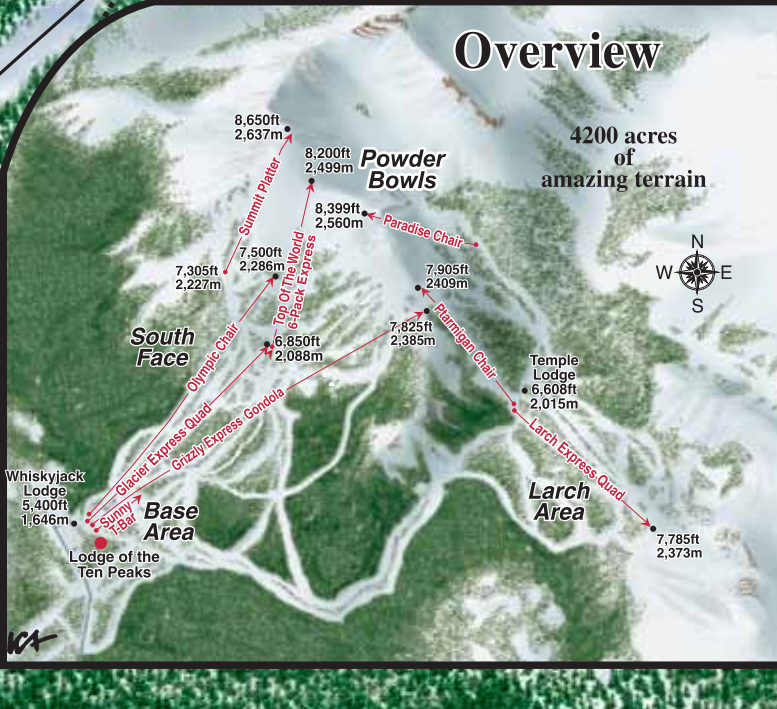 Overview
4200 acres
of
amazing terrain
N
W
E
S
8,650ft
2,637m
8,200ft
2,499m
Powder
Bowls
Summit Platter
8,399ft
2,560m
Paradise Chair
7,305ft
2,227m
7,500ft
2,286m
Top Of The World
6-Pack Express
7,905ft
2409m
7,825ft
2,385m
Ptarmigan Chair
South
Face
Olympic Chair
6,850ft
2,088m
Temple
Lodge
6,608ft
2,015m
Glacier Express Quad
Grizzly Express Gondola
Larch Express Quad
Larch
Area
Whiskyjack
Lodge
5,400ft
1,646m
Sunny
T-Bar
Base
Area
Lodge of the
Ten Peaks
7,785ft
2,373m